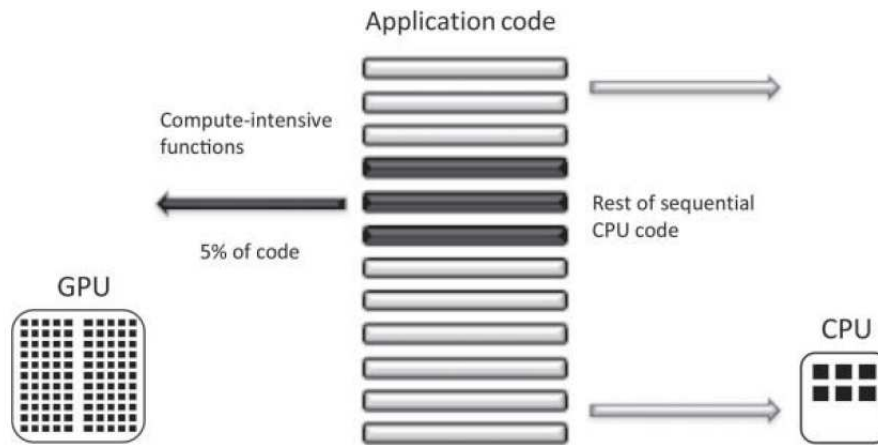 Application code
Compute-intensive
functions
5% of code
Rest of sequential
CPU code
GPU
CPU